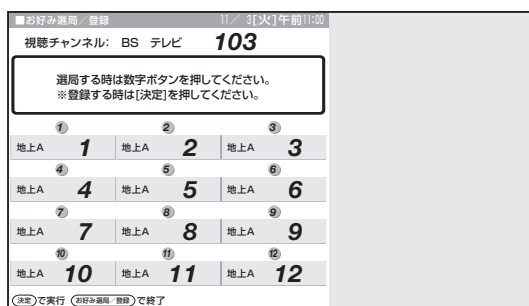 ■お好み選局／登録 11／ 3[火]午前11:00
視聴チャンネル: BS テレビ 103
選局する時は数字ボタンを押してください。
※登録する時は[決定]を押してください。
1 2 3
地上A 1 地上A 2 地上A 3
4 5 6
地上A 4 地上A 5 地上A 6
7 8 9
地上A 7 地上A 8 地上A 9
10 11 12
地上A 10 地上A 11 地上A 12
決定で実行 お好み選局／登録で終了